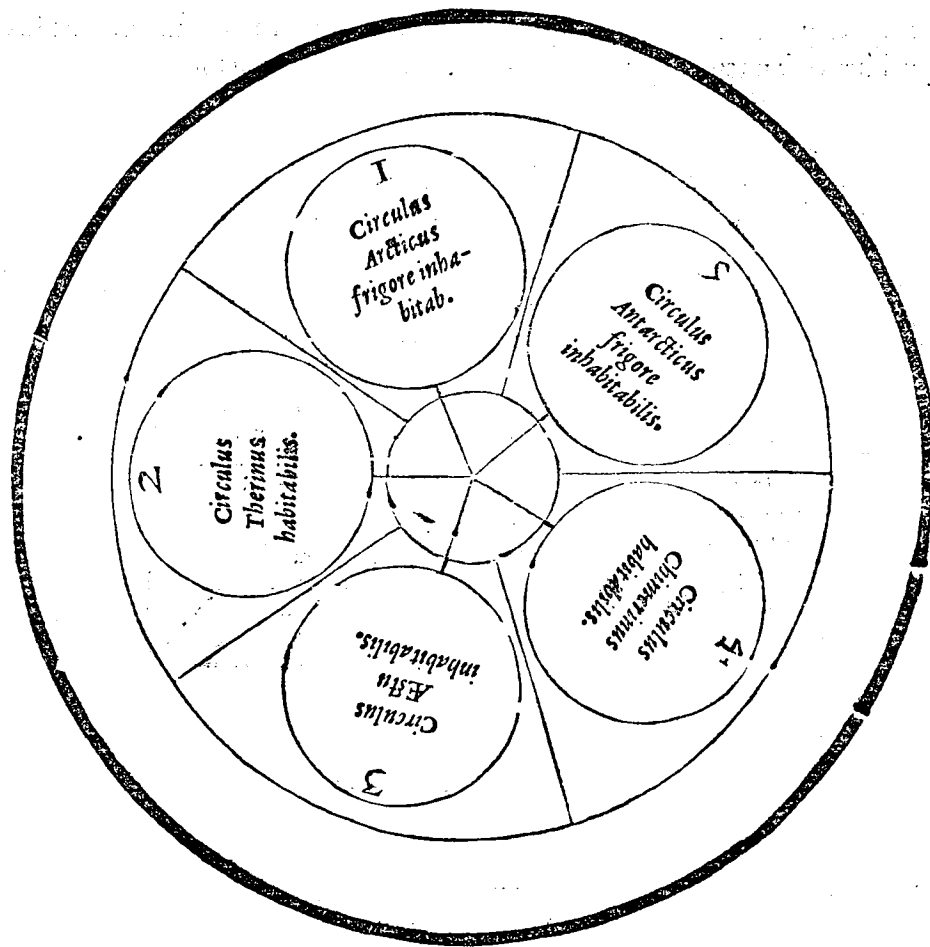 1
Circulus
Arcticus
frigore inha-
bitab.
2
Circulus
Therinus
habitabilis.
3
Circulus
Æstu
inhabitabilis.
4
Circulus
Chimerinus
habitabilis.
5
Circulus
Antarcticus
frigore
inhabitabilis.